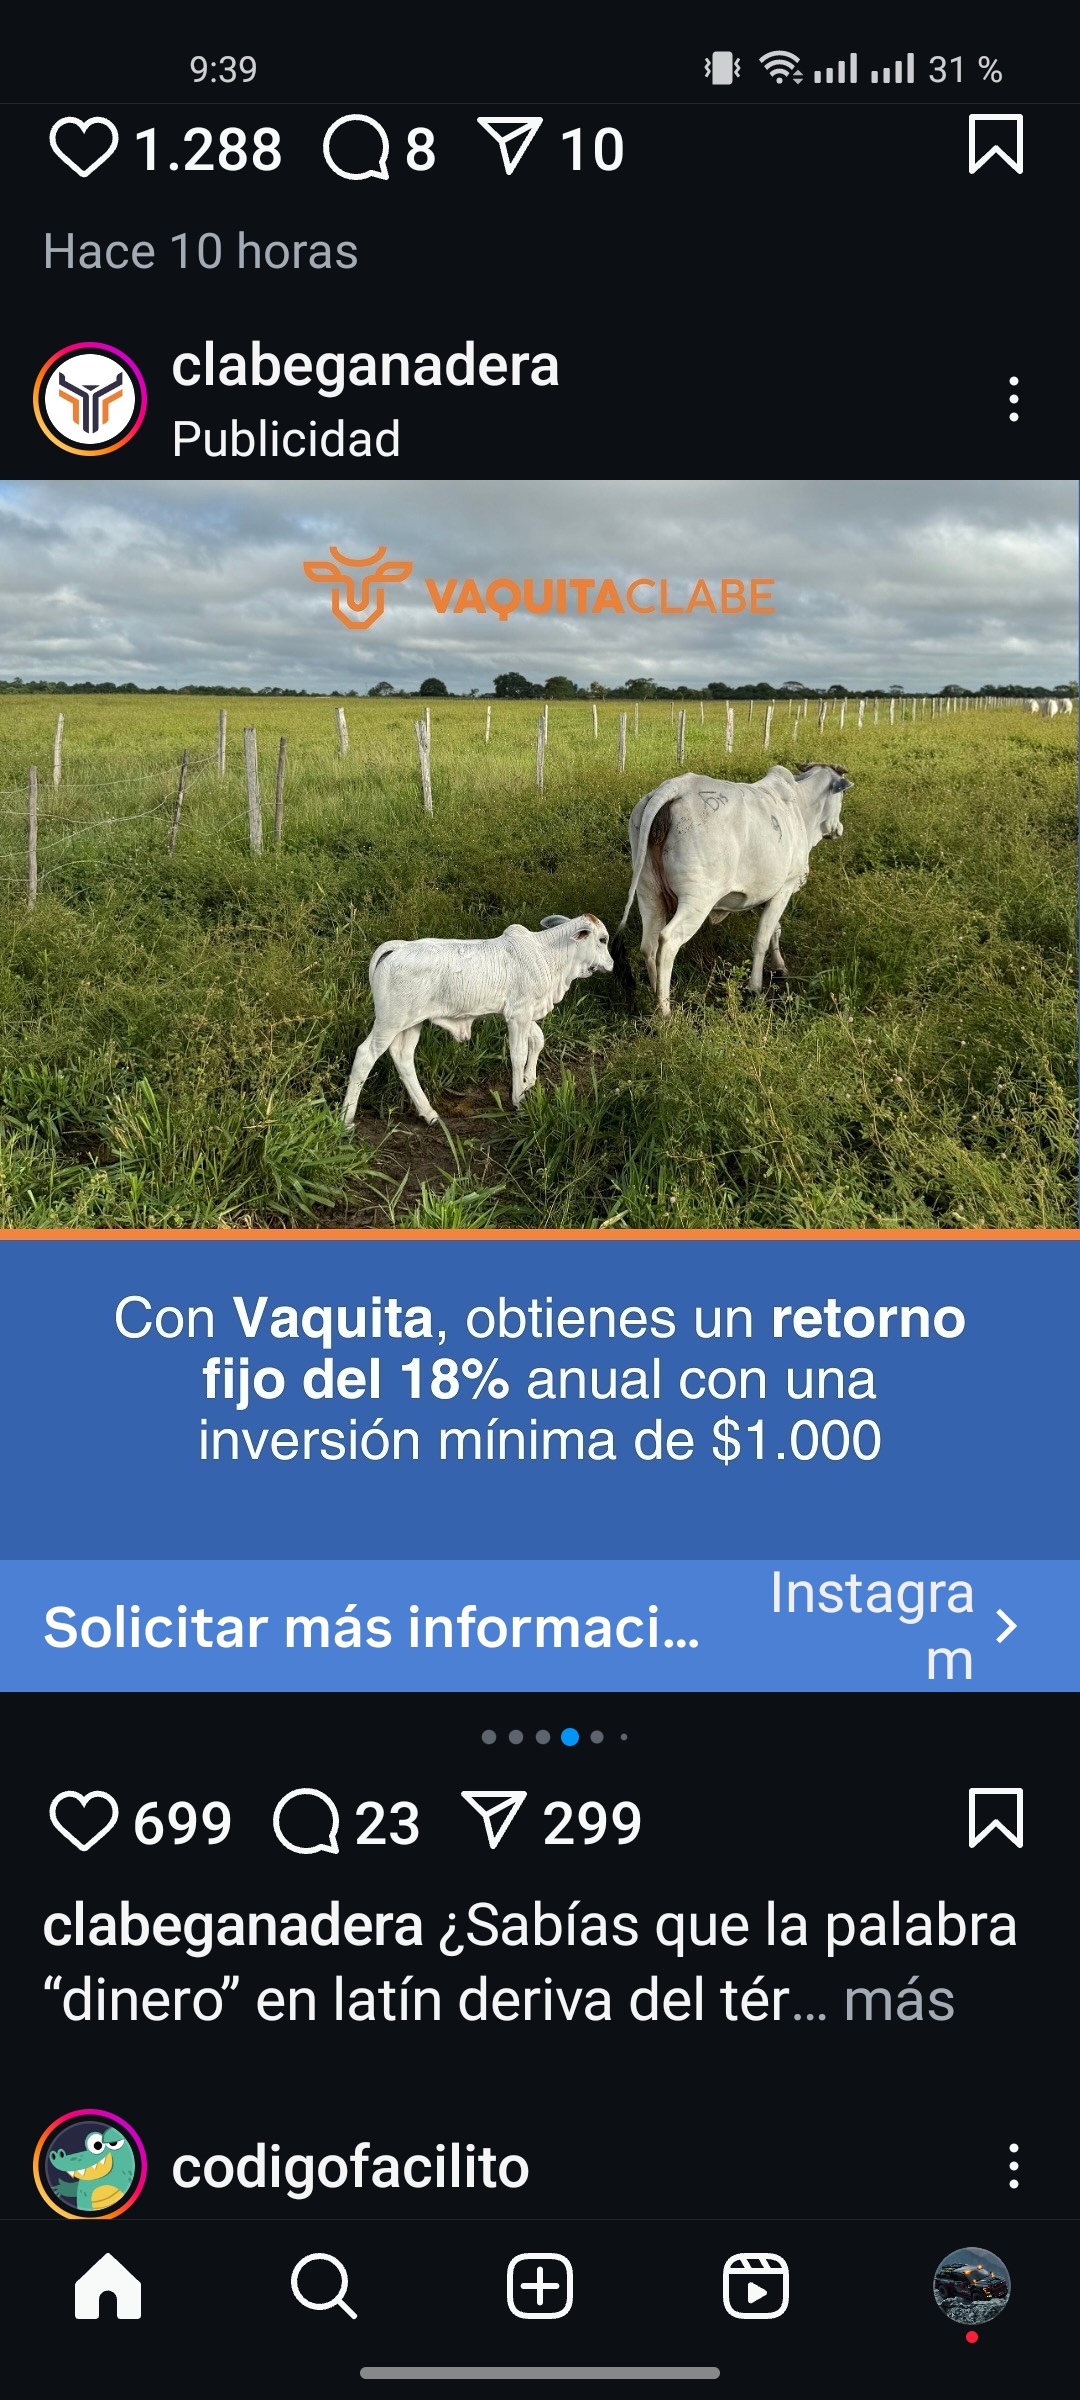 9:39
31 %
1.288
8
10
Hace 10 horas
clabeganadera
Publicidad
VAQUITACLABE
Con Vaquita, obtienes un retorno
fijo del 18% anual con una
inversión mínima de $1.000
Solicitar más informaci...
Instagra
m
699
23
299
clabeganadera ¿Sabías que la palabra
“dinero” en latín deriva del tér... más
codigofacilito